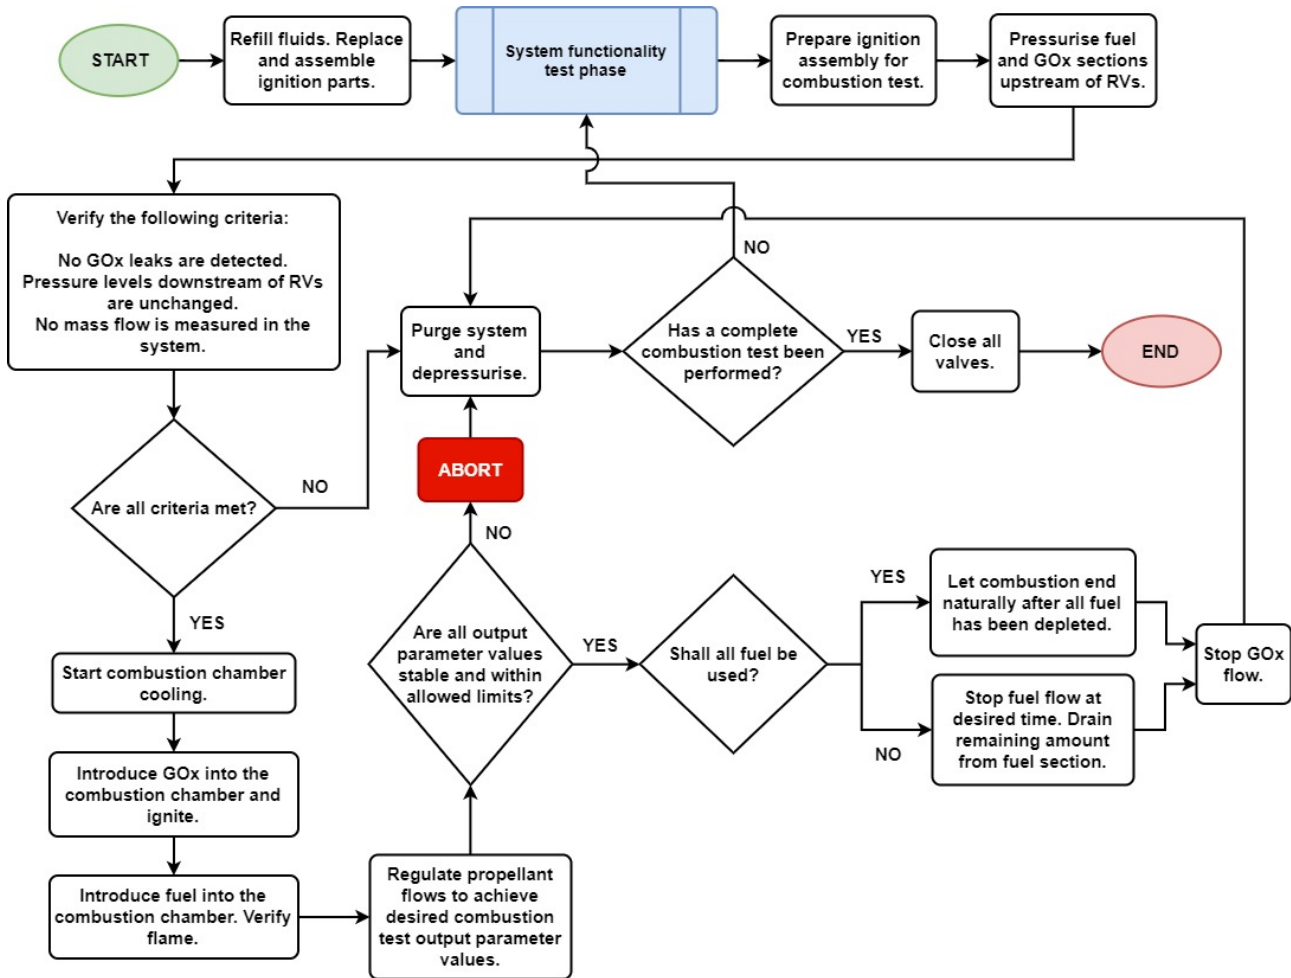 START
Refill fluids. Replace
and assemble
ignition parts.
System functionality
test phase
Prepare ignition
assembly for
combustion test.
Pressurise fuel
and GOx sections
upstream of RVs.
Verify the following criteria:
No GOx leaks are detected.
Pressure levels downstream of RVs
are unchanged.
No mass flow is measured in the
system.
Are all criteria met?
NO
YES
Purge system
and
depressurise.
NO
Has a complete
combustion test been
performed?
YES
Close all
valves.
END
ABORT
NO
Start combustion chamber
cooling.
Introduce GOx into the
combustion chamber and
ignite.
Introduce fuel into the
combustion chamber. Verify
flame.
Regulate propellant
flows to achieve
desired combustion
test output parameter
values.
Are all output
parameter values
stable and within
allowed limits?
YES
Shall all fuel be
used?
YES
Let combustion end
naturally after all fuel
has been depleted.
NO
Stop fuel flow at
desired time. Drain
remaining amount
from fuel section.
Stop GOx
flow.